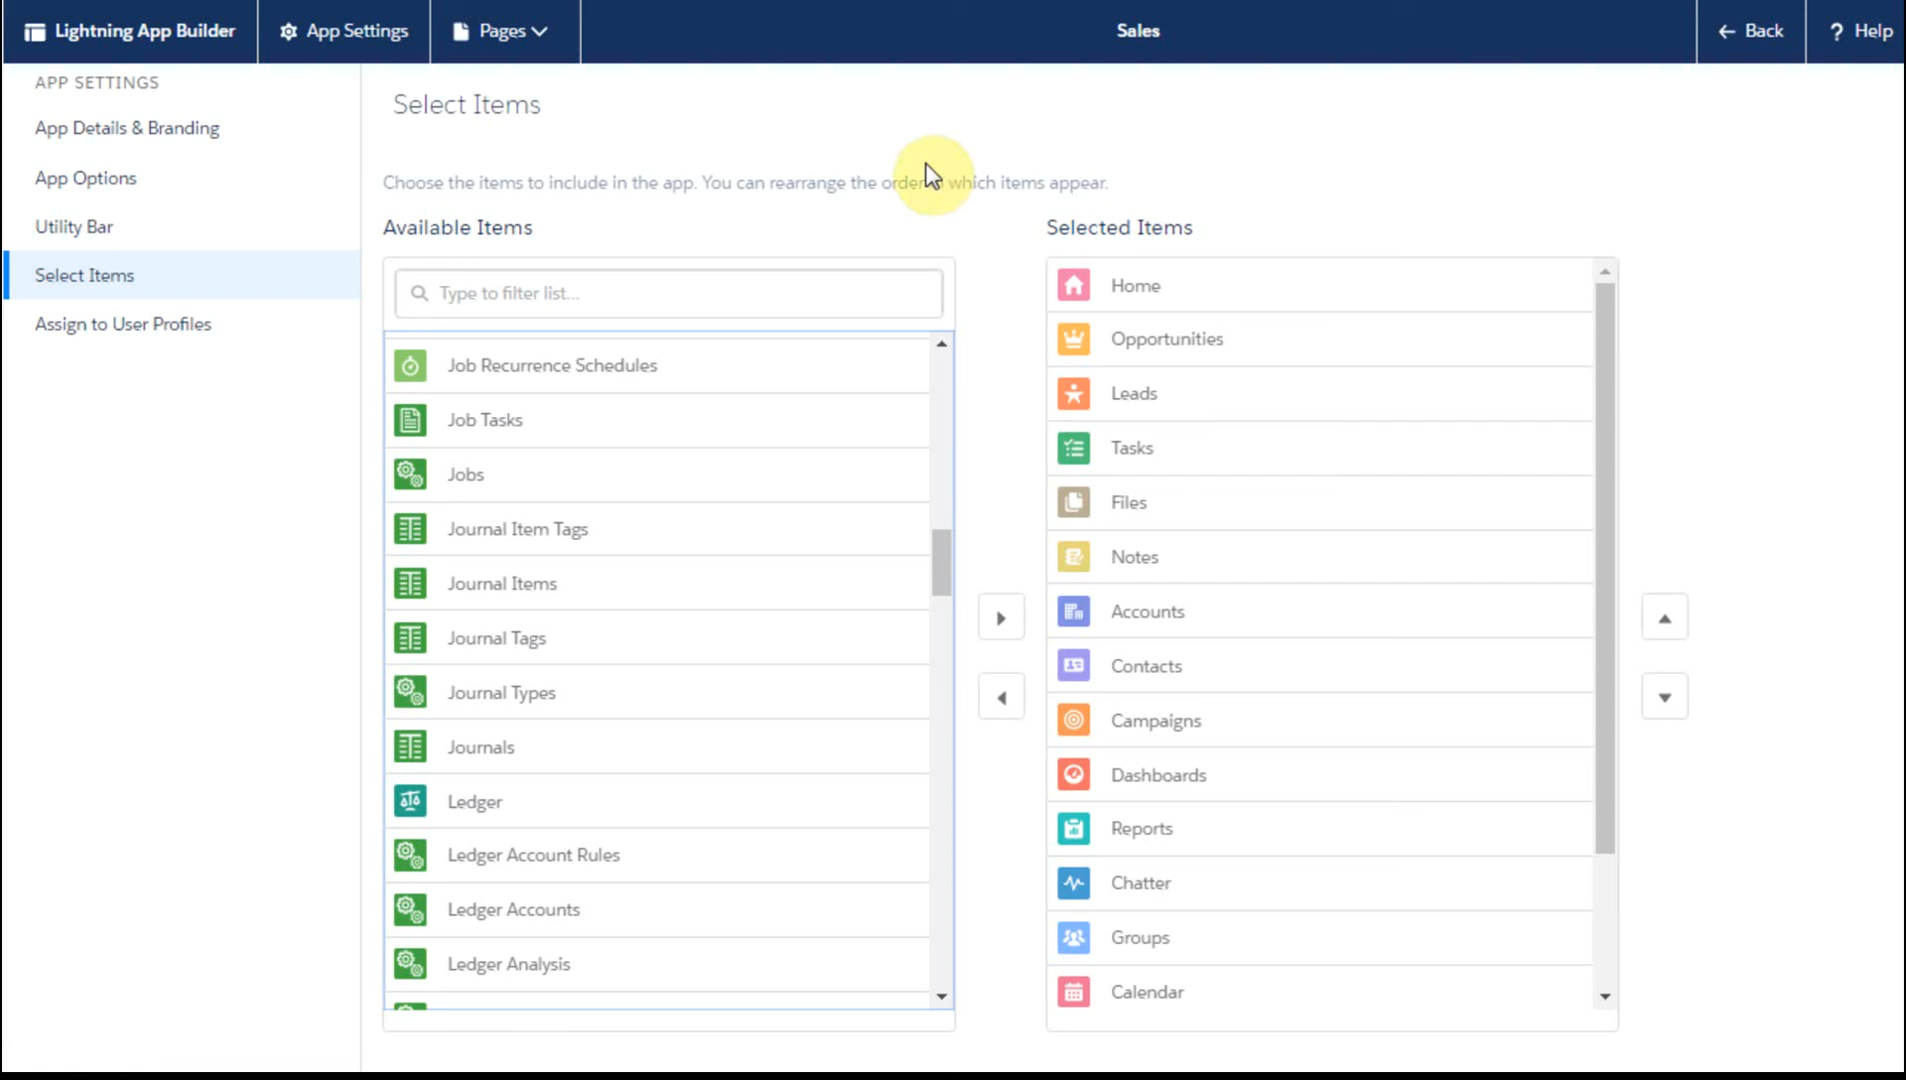 Lightning App Builder
App Settings
Pages
Sales
Back
? Help
APP SETTINGS
App Details & Branding
App Options
Utility Bar
Select Items
Assign to User Profiles
Select Items
Choose the items to include in the app. You can rearrange the order which items appear.
Available Items
Type to filter list...
Job Recurrence Schedules
Job Tasks
Jobs
Journal Item Tags
Journal Items
Journal Tags
Journal Types
Journals
Ledger
Ledger Account Rules
Ledger Accounts
Ledger Analysis
Selected Items
Home
Opportunities
Leads
Tasks
Files
Notes
Accounts
Contacts
Campaigns
Dashboards
Reports
Chatter
Groups
Calendar